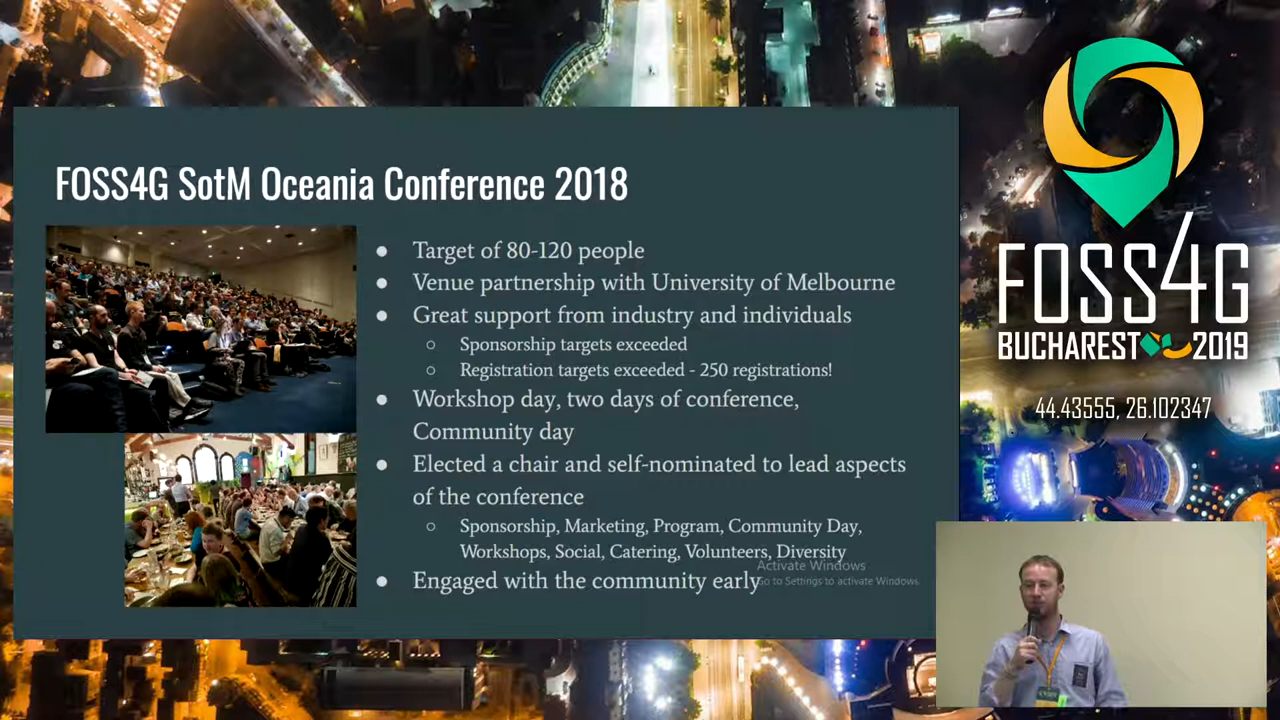 FOSS4G SotM Oceania Conference 2018
● Target of 80-120 people
● Venue partnership with University of Melbourne
● Great support from industry and individuals
○ Sponsorship targets exceeded
○ Registration targets exceeded - 250 registrations!
● Workshop day, two days of conference,
Community day
● Elected a chair and self-nominated to lead aspects
of the conference
○ Sponsorship, Marketing, Program, Community Day,
Workshops, Social, Catering, Volunteers, Diversity
● Engaged with the community early
Activate Windows
Go to Settings to activate Windows.
FOSS4G
BUCHAREST 2019
44.43555, 26.102347